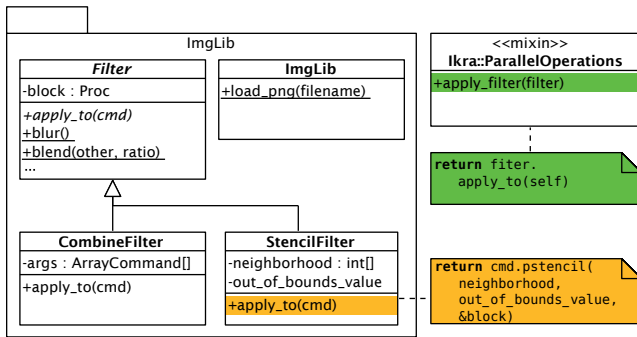 ImgLib
Filter
-block : Proc
+apply_to(cmd)
+blur()
+blend(other, ratio)
...
ImgLib
+load_png(filename)
<<mixin>>
Ikra::ParallelOperations
+apply_filter(filter)
return fiter.
apply_to(self)
CombineFilter
-args : ArrayCommand[]
+apply_to(cmd)
StencilFilter
-neighborhood : int[]
-out_of_bounds_value
+apply_to(cmd)
return cmd.pstencil(
neighborhood,
out_of_bounds_value,
&block)